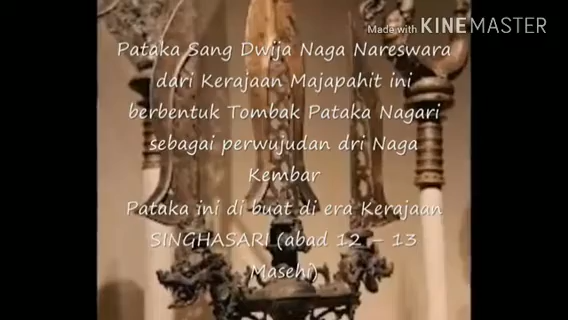 Made with KINEMASTER
Pataka Sang Dwija Naga Nareswara
dari Kerajaan Majapahit ini
berbentuk Tombak Pataka Nagari
sebagai perwujudan dri Naga
Kembar
Pataka ini di buat di era Kerajaan
SINGHASARI (abad 12 – 13
Masehi)